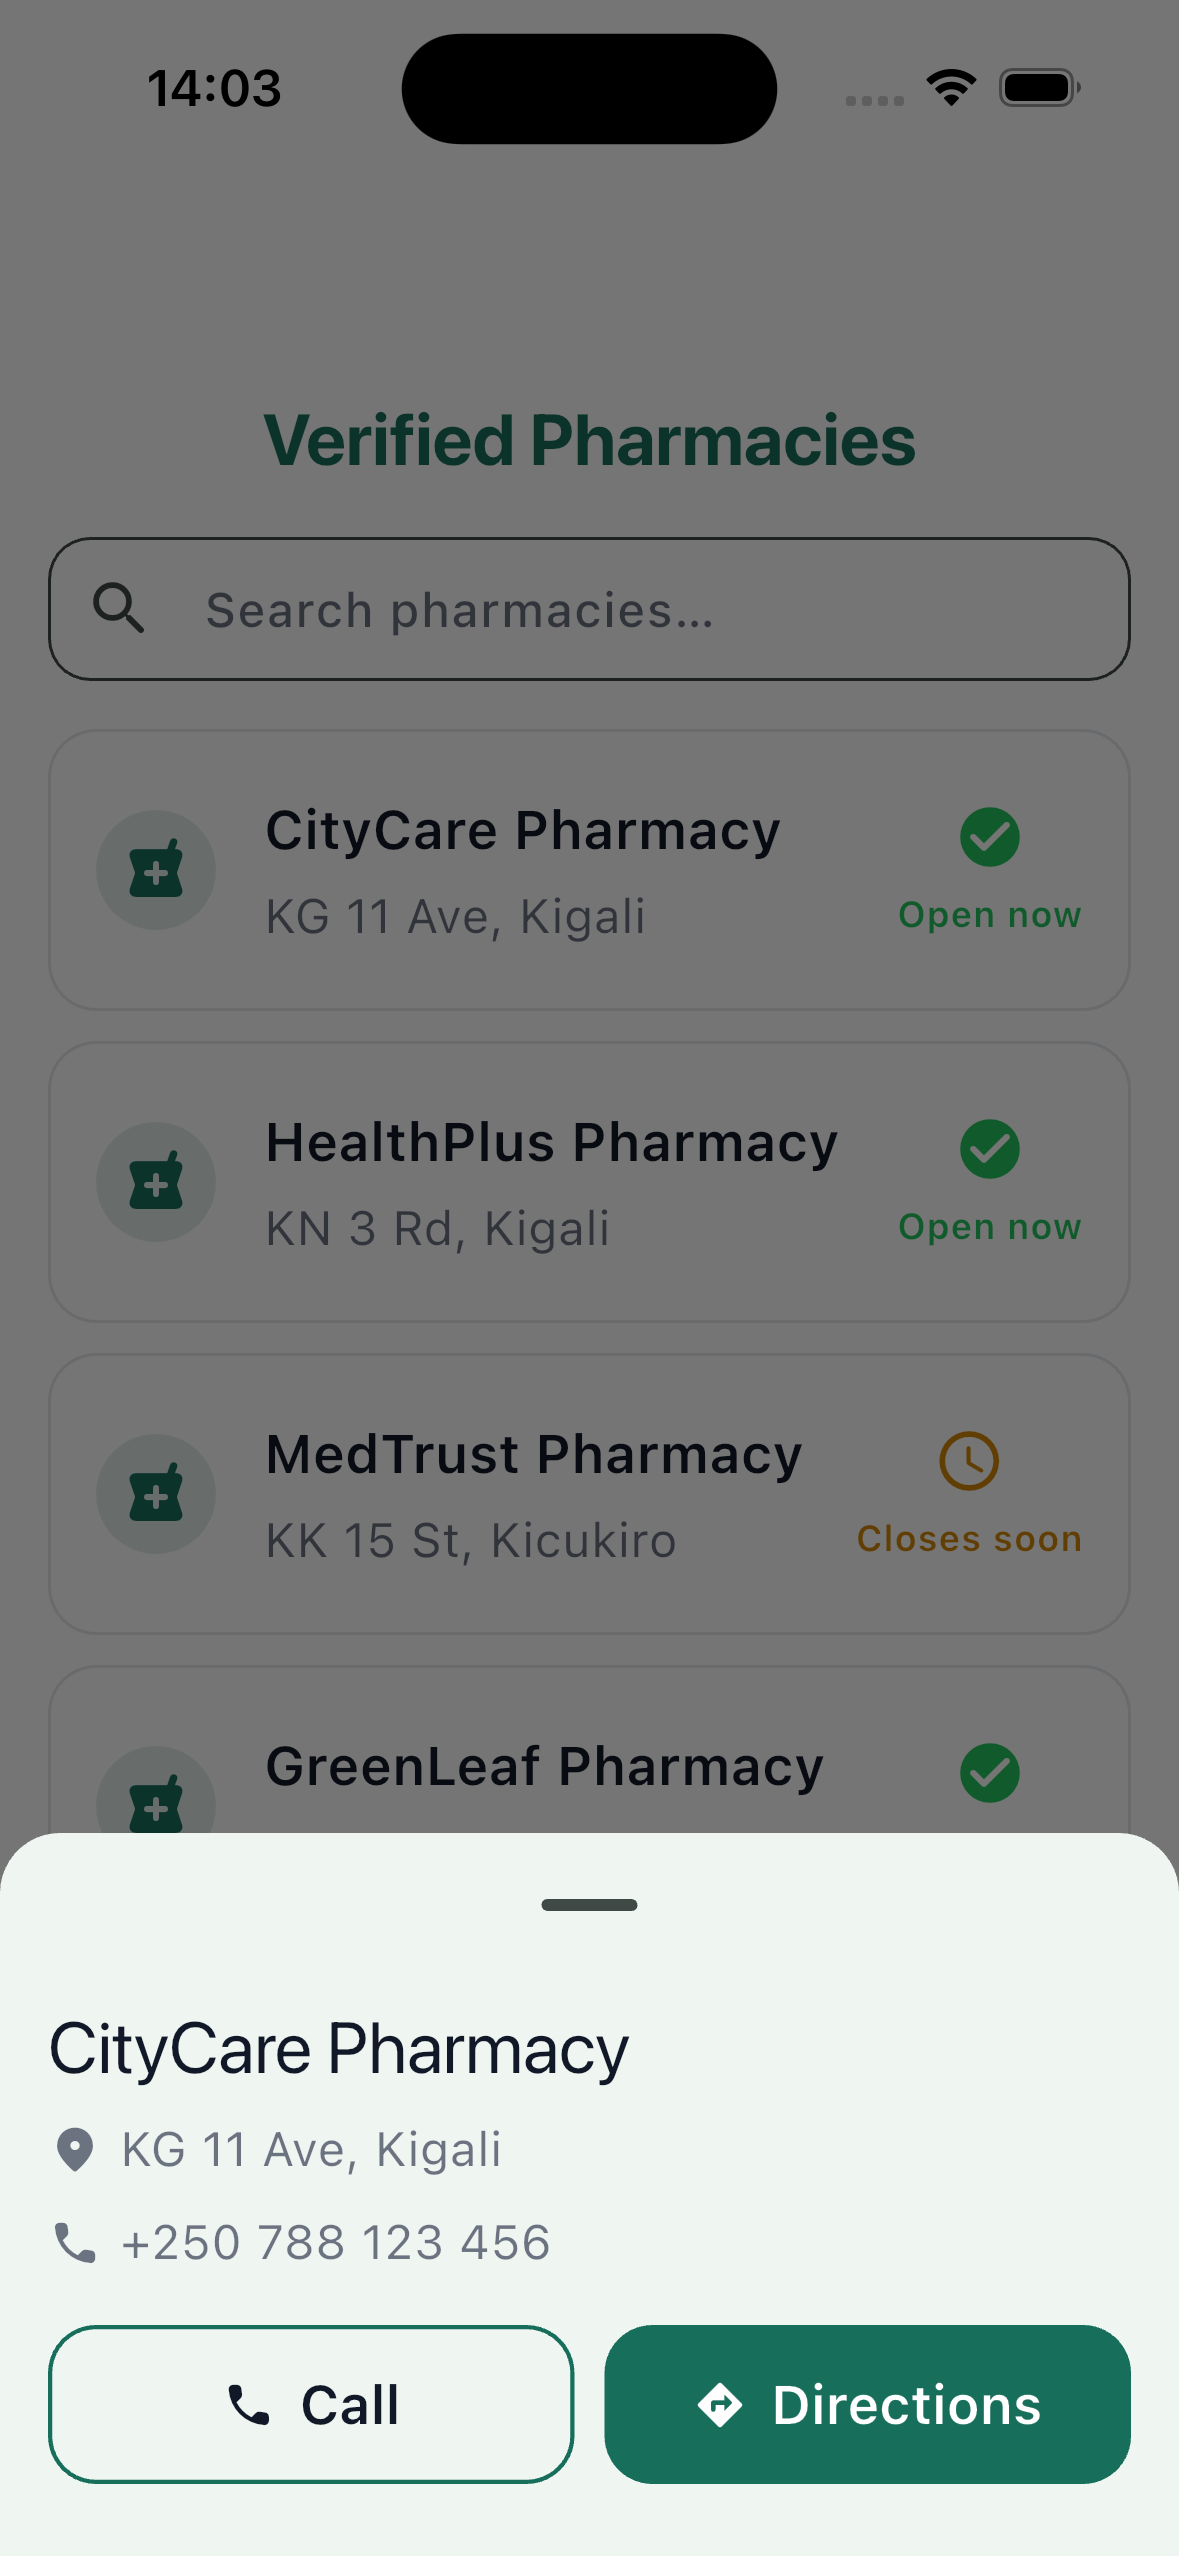 14:03
Verified Pharmacies
Search pharmacies...
CityCare Pharmacy
KG 11 Ave, Kigali
Open now
HealthPlus Pharmacy
KN 3 Rd, Kigali
Open now
MedTrust Pharmacy
KK 15 St, Kicukiro
Closes soon
GreenLeaf Pharmacy
CityCare Pharmacy
KG 11 Ave, Kigali
+250 788 123 456
Call
Directions